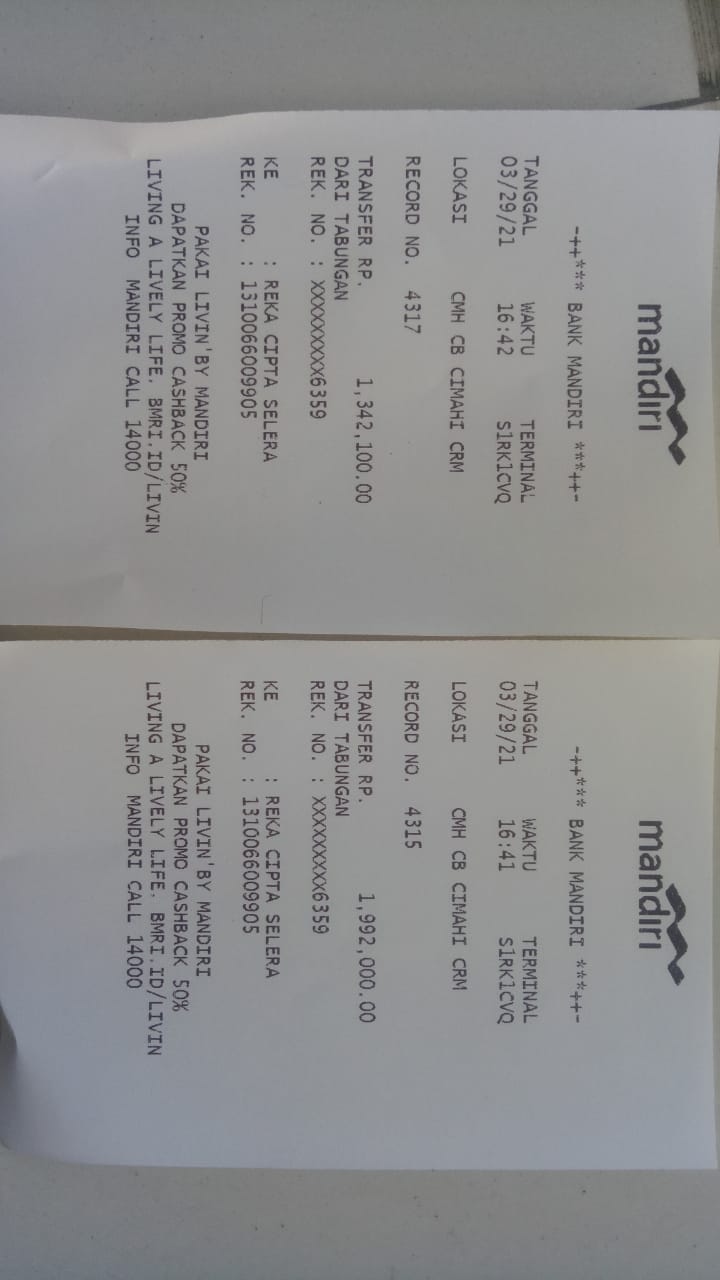 mandırı
-++*** BANK MANDIRI ***++-
TANGGAL WAKTU TERMINAL
03/29/21 16:42 S1RK1CVQ
LOKASI CMH CB CIMAHI CRM
RECORD NO. 4317
TRANSFER RP. 1,342,100.00
DARI TABUNGAN
REK. NO. : XXXXXXXXX6359
KE : REKA CIPTA SELERA
REK. NO. : 1310066009905
PAKAI LIVIN'BY MANDIRI
DAPATKAN PROMO CASHBACK 50%
LIVING A LIVELY LIFE. BMRI.ID/LIVIN
INFO MANDIRI CALL 14000
mandırı
-++*** BANK MANDIRI ***++-
TANGGAL WAKTU TERMINAL
03/29/21 16:41 S1RK1CVQ
LOKASI CMH CB CIMAHI CRM
RECORD NO. 4315
TRANSFER RP. 1,992,000.00
DARI TABUNGAN
REK. NO. : XXXXXXXXX6359
KE : REKA CIPTA SELERA
REK. NO. : 1310066009905
PAKAI LIVIN'BY MANDIRI
DAPATKAN PROMO CASHBACK 50%
LIVING A LIVELY LIFE. BMRI.ID/LIVIN
INFO MANDIRI CALL 14000